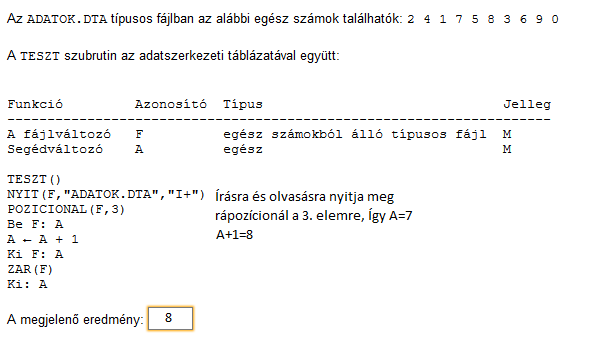 Az ADATOK.DTA típusos fájlban az alábbi egész számok találhatók: 2 4 1 7 5 8 3 6 9 0
A TESZT szubrutin az adatszerkezeti táblázatával együtt:
Funkció Azonosító Típus Jelleg
--------------------------------------------------------------------
A fájlváltozó F egész számokból álló típusos fájl M
Segédváltozó A egész M
TESZT()
NYIT(F,"ADATOK.DTA","I+") Írásra és olvasásra nyitja meg
POZICIONAL(F,3) rápozícionál a 3. elemre, Így A=7
Be F: A A+1=8
A ← A + 1
Ki F: A
ZAR(F)
Ki: A
A megjelenő eredmény: 8